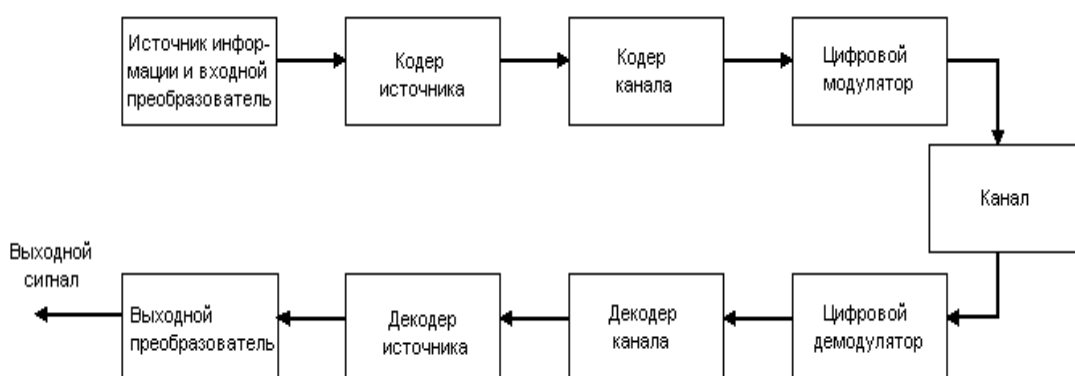 Источник инфор-
мации и входной
преобразователь
Кодер
источника
Кодер
канала
Цифровой
модулятор
Канал
Выходной
сигнал
Выходной
преобразователь
Декодер
источника
Декодер
канала
Цифровой
демодулятор